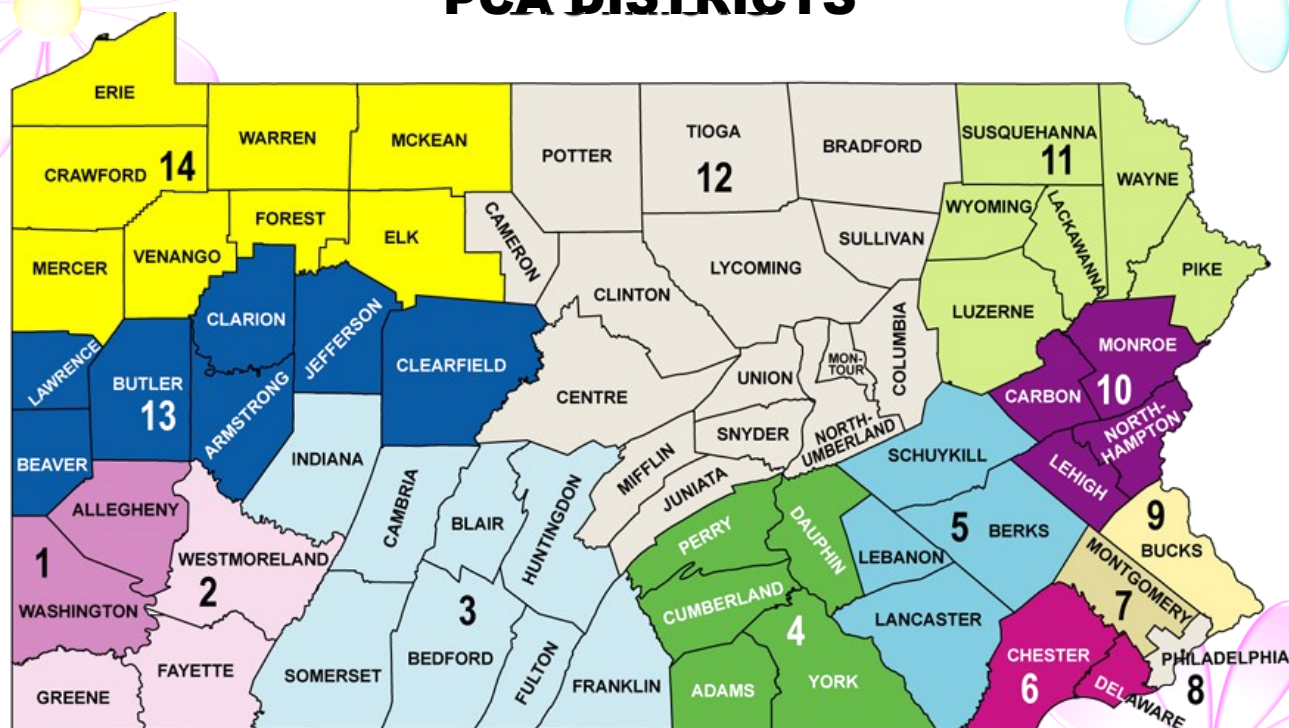 PCA DISTRICTS
ERIE
CRAWFORD 14
WARREN
MCKEAN
MERCER
VENANGO
FOREST
ELK
POTTER
TIOGA
12
BRADFORD
CAMERON
CLINTON
LYCOMING
SULLIVAN
SUSQUEHANNA
11
WAYNE
WYOMING
LACKAWANNA
PIKE
LUZERNE
LAWRENCE
BUTLER
13
CLARION
JEFFERSON
CLEARFIELD
ARMSTRONG
BEAVER
CENTRE
UNION
MON-
TOUR
COLUMBIA
SNYDER
NORTH-
UMBERLAND
MIFFLIN
JUNIATA
MONROE
CARBON
10
NORTH-
HAMPTON
LEHIGH
SCHUYKILL
5 BERKS
LEBANON
LANCASTER
9
BUCKS
MONTGOMERY
7
PHILADELPHIA
8
CHESTER
6
DELAWARE
PERRY
DAUPHIN
CUMBERLAND
4
ADAMS
YORK
INDIANA
CAMBRIA
BLAIR
HUNTINGDON
3
BEDFORD
SOMERSET
FULTON
FRANKLIN
ALLEGHENY
1
WASHINGTON
WESTMORELAND
2
FAYETTE
GREENE